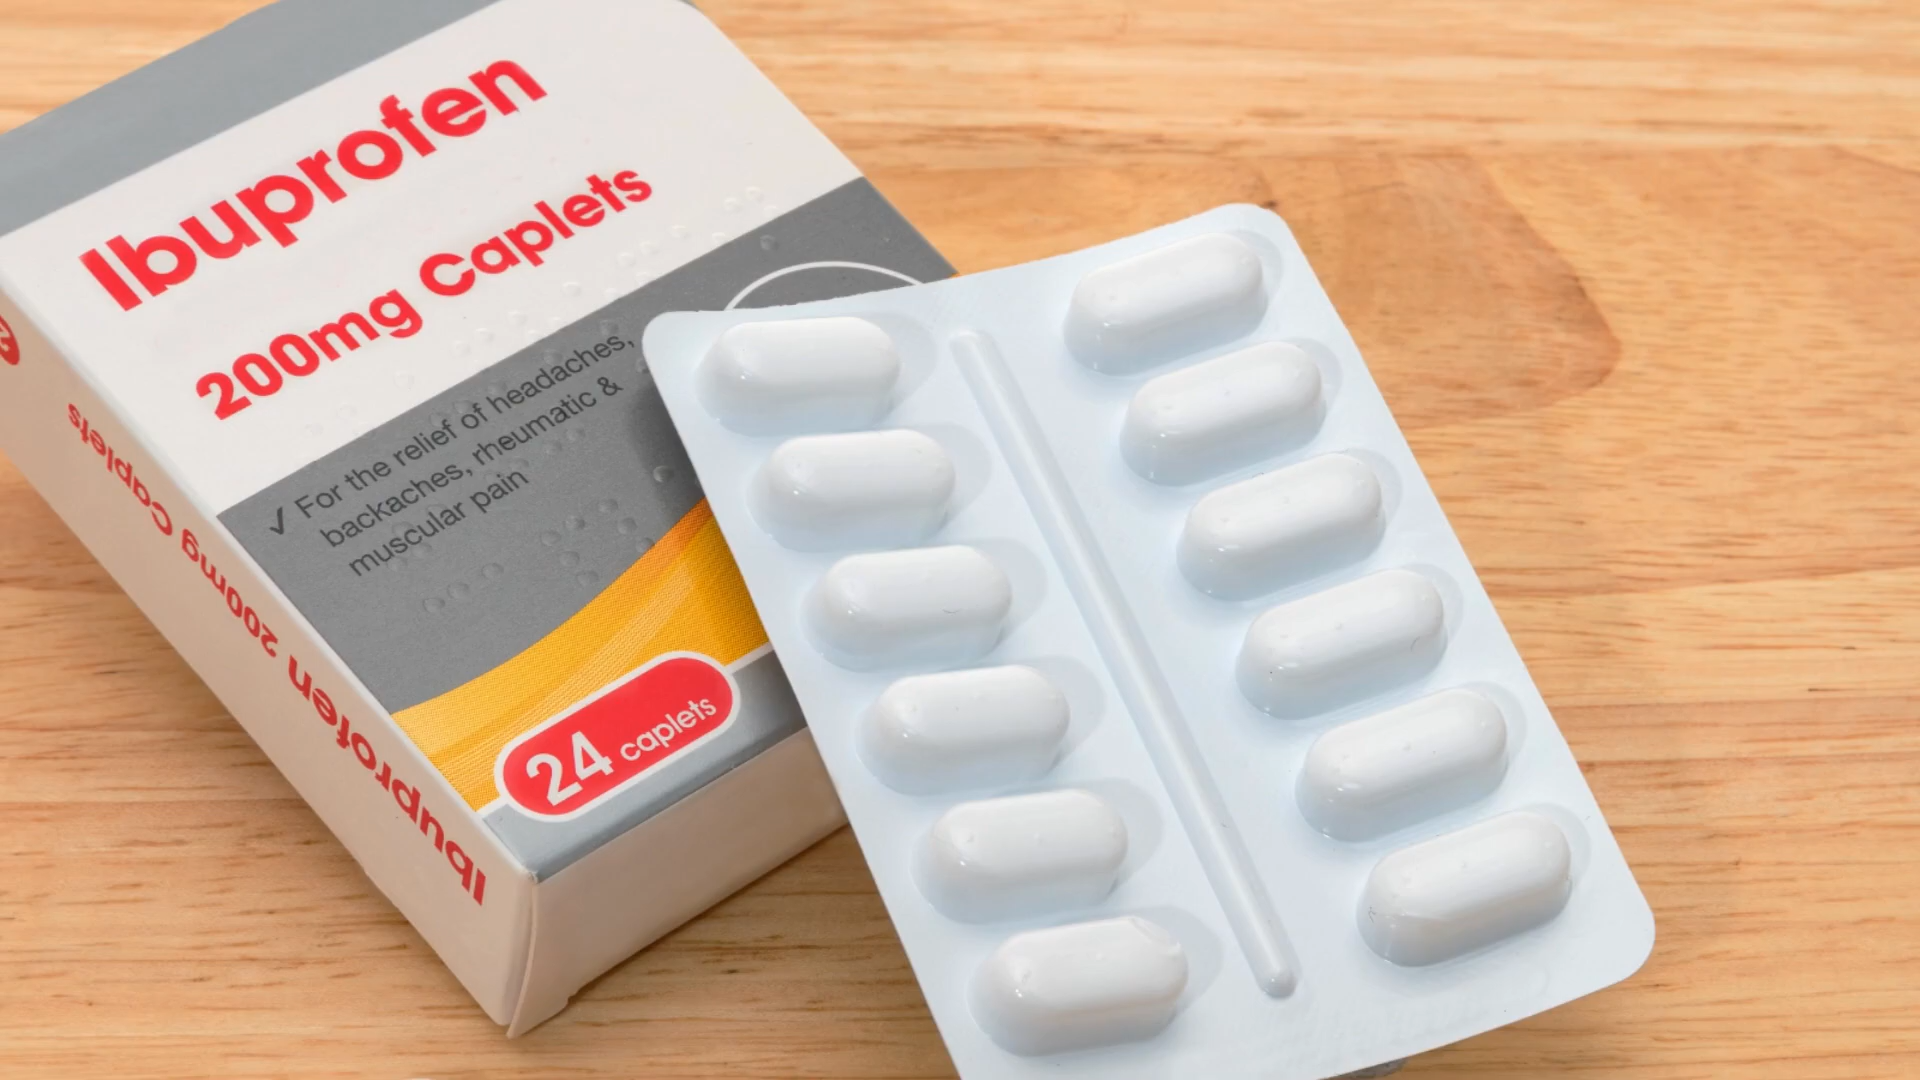 Ibuprofen
200mg Caplets
✓ For the relief of headaches,
backaches, rheumatic &
muscular pain
24 caplets
Ibuprofen 200mg Caplets